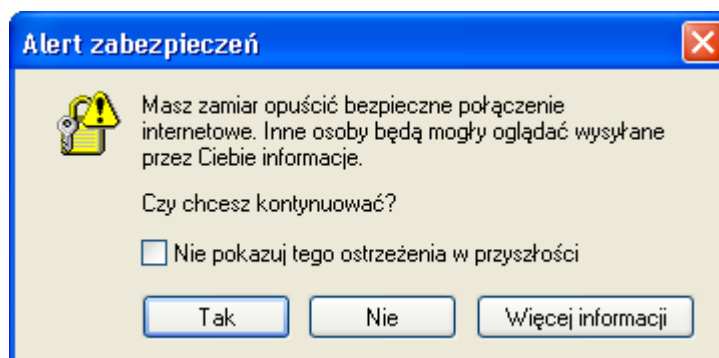 Alert zabezpieczeń
Masz zamiar opuścić bezpieczne połączenie
internetowe. Inne osoby będą mogły oglądać wysyłane
przez Ciebie informacje.
Czy chcesz kontynuować?
Nie pokazuj tego ostrzeżenia w przyszłości
Tak Nie Więcej informacji